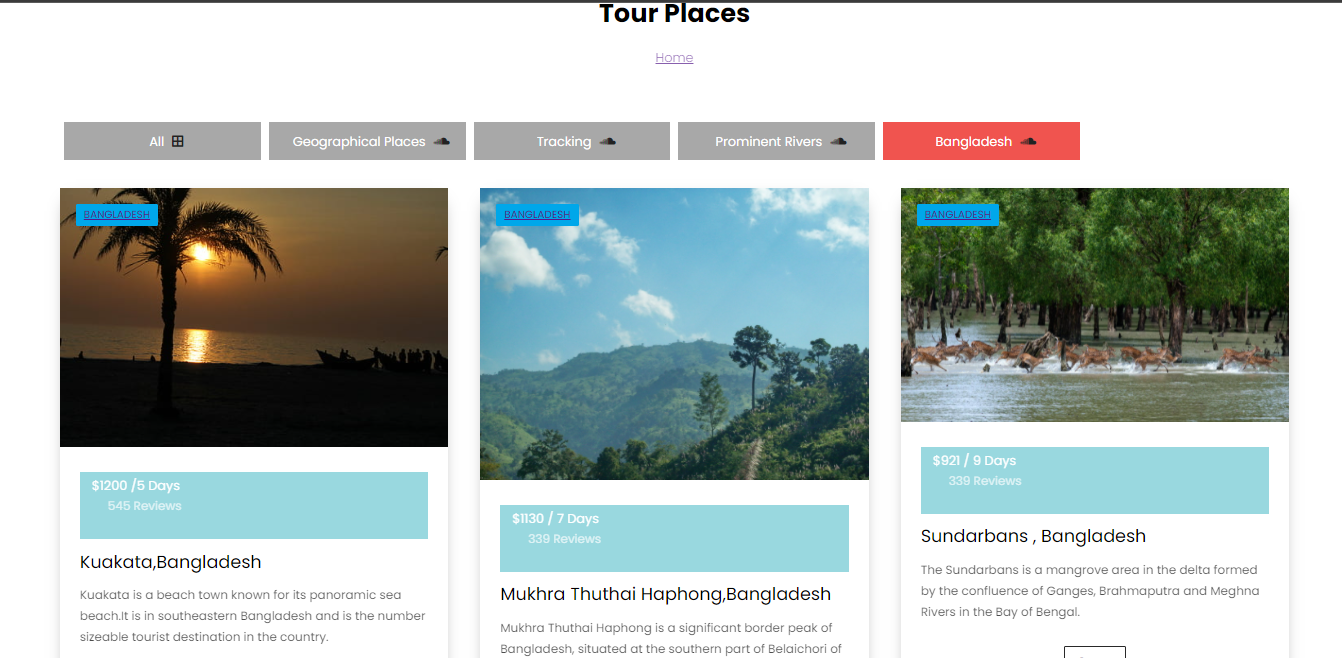 Tour Places
Home
All
Geographical Places
Tracking
Prominent Rivers
Bangladesh
BANGLADESH
$1200 /5 Days
545 Reviews
Kuakata,Bangladesh
Kuakata is a beach town known for its panoramic sea
beach.It is in southeastern Bangladesh and is the number
sizeable tourist destination in the country.
BANGLADESH
$1130 / 7 Days
339 Reviews
Mukhra Thuthai Haphong,Bangladesh
Mukhra Thuthai Haphong is a significant border peak of
Bangladesh, situated at the southern part of Belaichori of
BANGLADESH
$921 / 9 Days
339 Reviews
Sundarbans , Bangladesh
The Sundarbans is a mangrove area in the delta formed
by the confluence of Ganges, Brahmaputra and Meghna
Rivers in the Bay of Bengal.